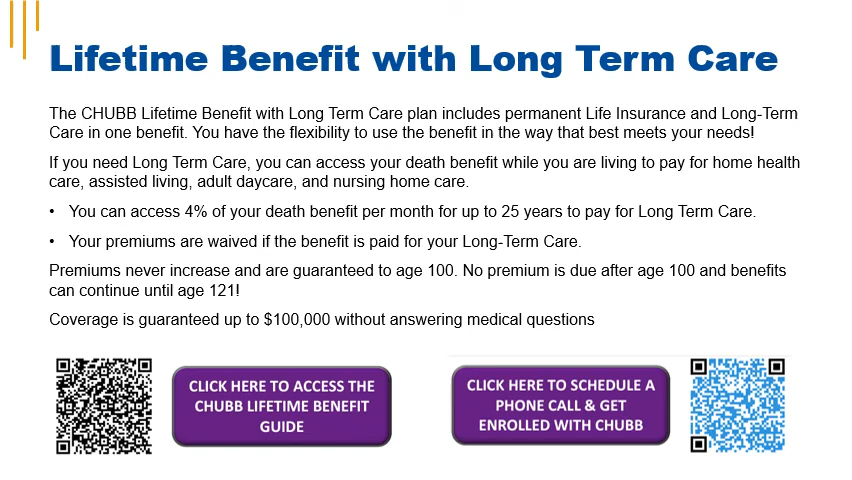 Lifetime Benefit with Long Term Care
The CHUBB Lifetime Benefit with Long Term Care plan includes permanent Life Insurance and Long-Term
Care in one benefit. You have the flexibility to use the benefit in the way that best meets your needs!
If you need Long Term Care, you can access your death benefit while you are living to pay for home health
care, assisted living, adult daycare, and nursing home care.
• You can access 4% of your death benefit per month for up to 25 years to pay for Long Term Care.
• Your premiums are waived if the benefit is paid for your Long-Term Care.
Premiums never increase and are guaranteed to age 100. No premium is due after age 100 and benefits
can continue until age 121!
Coverage is guaranteed up to $100,000 without answering medical questions
CLICK HERE TO ACCESS THE
CHUBB LIFETIME BENEFIT
GUIDE
CLICK HERE TO SCHEDULE A
PHONE CALL & GET
ENROLLED WITH CHUBB